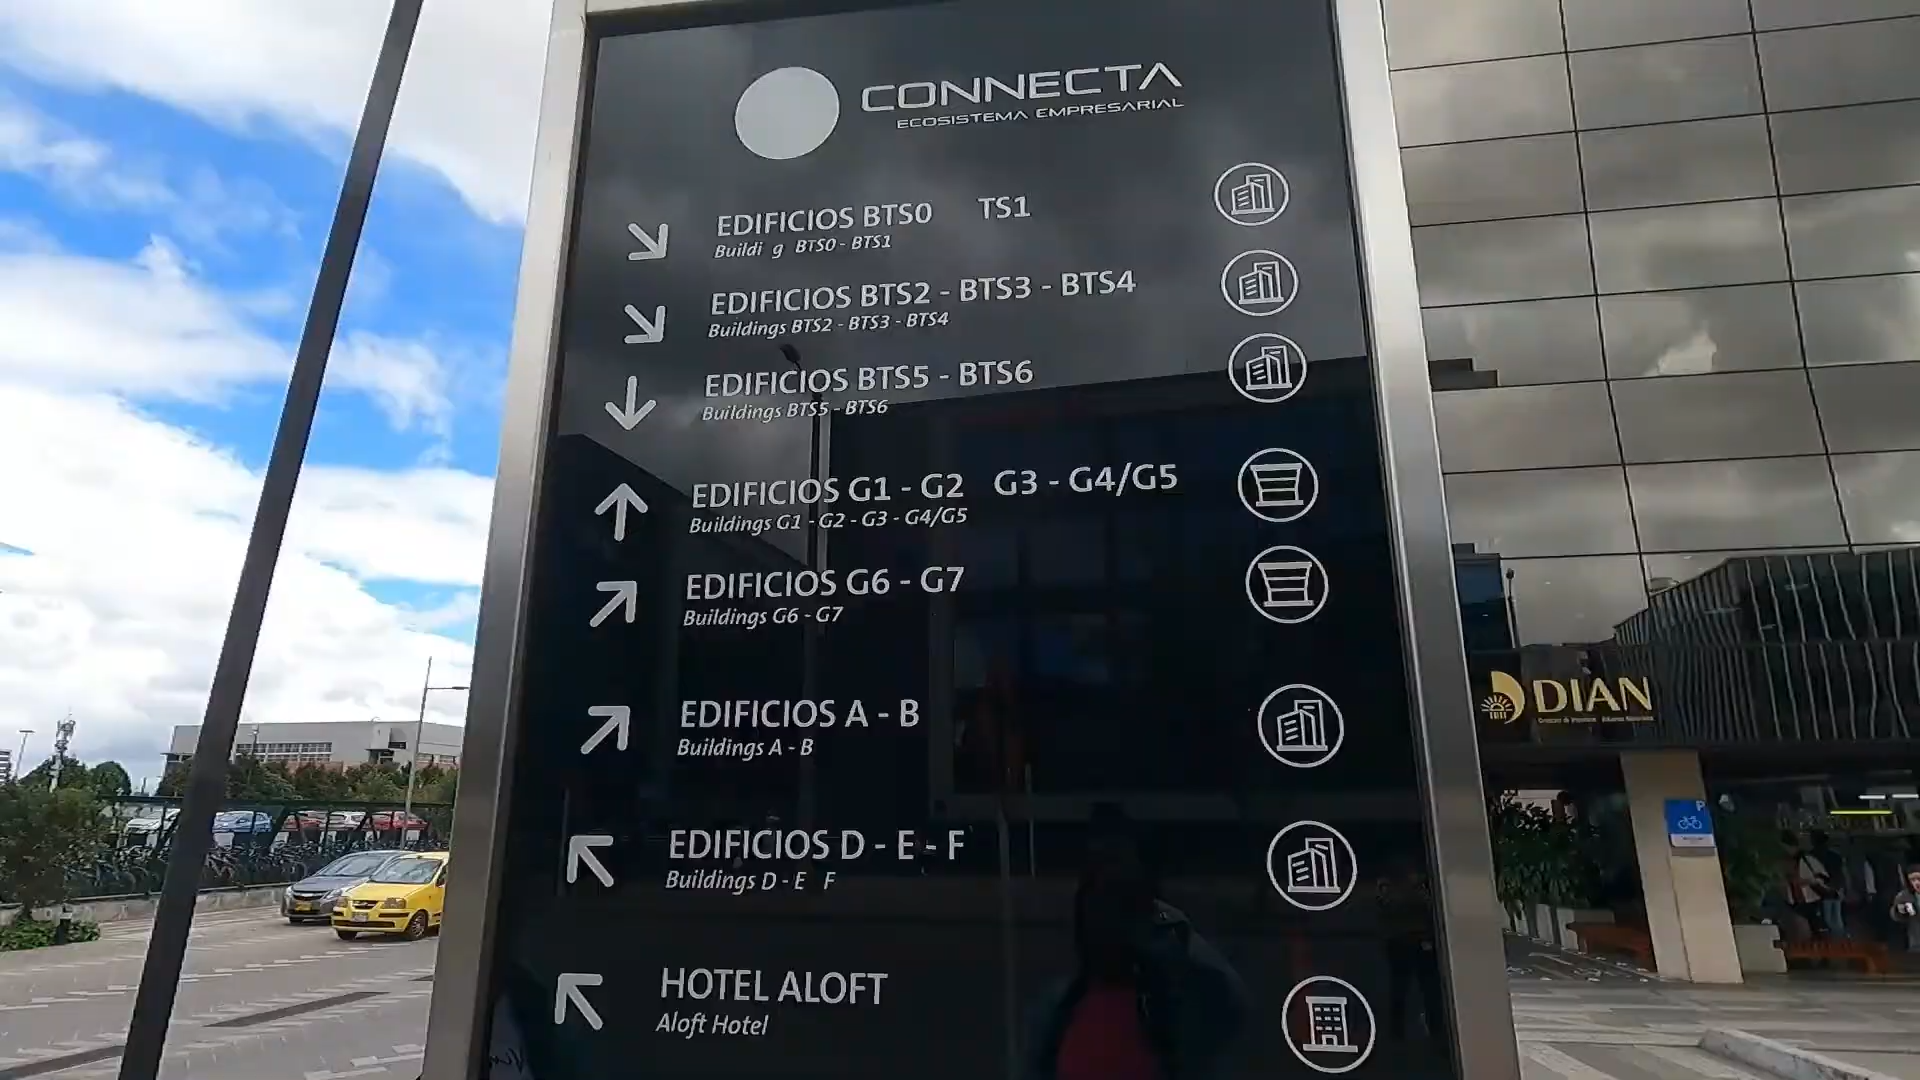 CONNECTA
ECOSISTEMA EMPRESARIAL
EDIFICIOS BTS0 TS1
Buildi g BTS0 - BTS1
EDIFICIOS BTS2 - BTS3 - BTS4
Buildings BTS2 - BTS3 - BTS4
EDIFICIOS BTS5 - BTS6
Buildings BTS5 - BTS6
EDIFICIOS G1 - G2 G3 - G4/G5
Buildings G1 - G2 - G3 - G4/G5
EDIFICIOS G6 - G7
Buildings G6 - G7
EDIFICIOS A - B
Buildings A - B
EDIFICIOS D - E - F
Buildings D - E F
HOTEL ALOFT
Aloft Hotel
DIAN
P